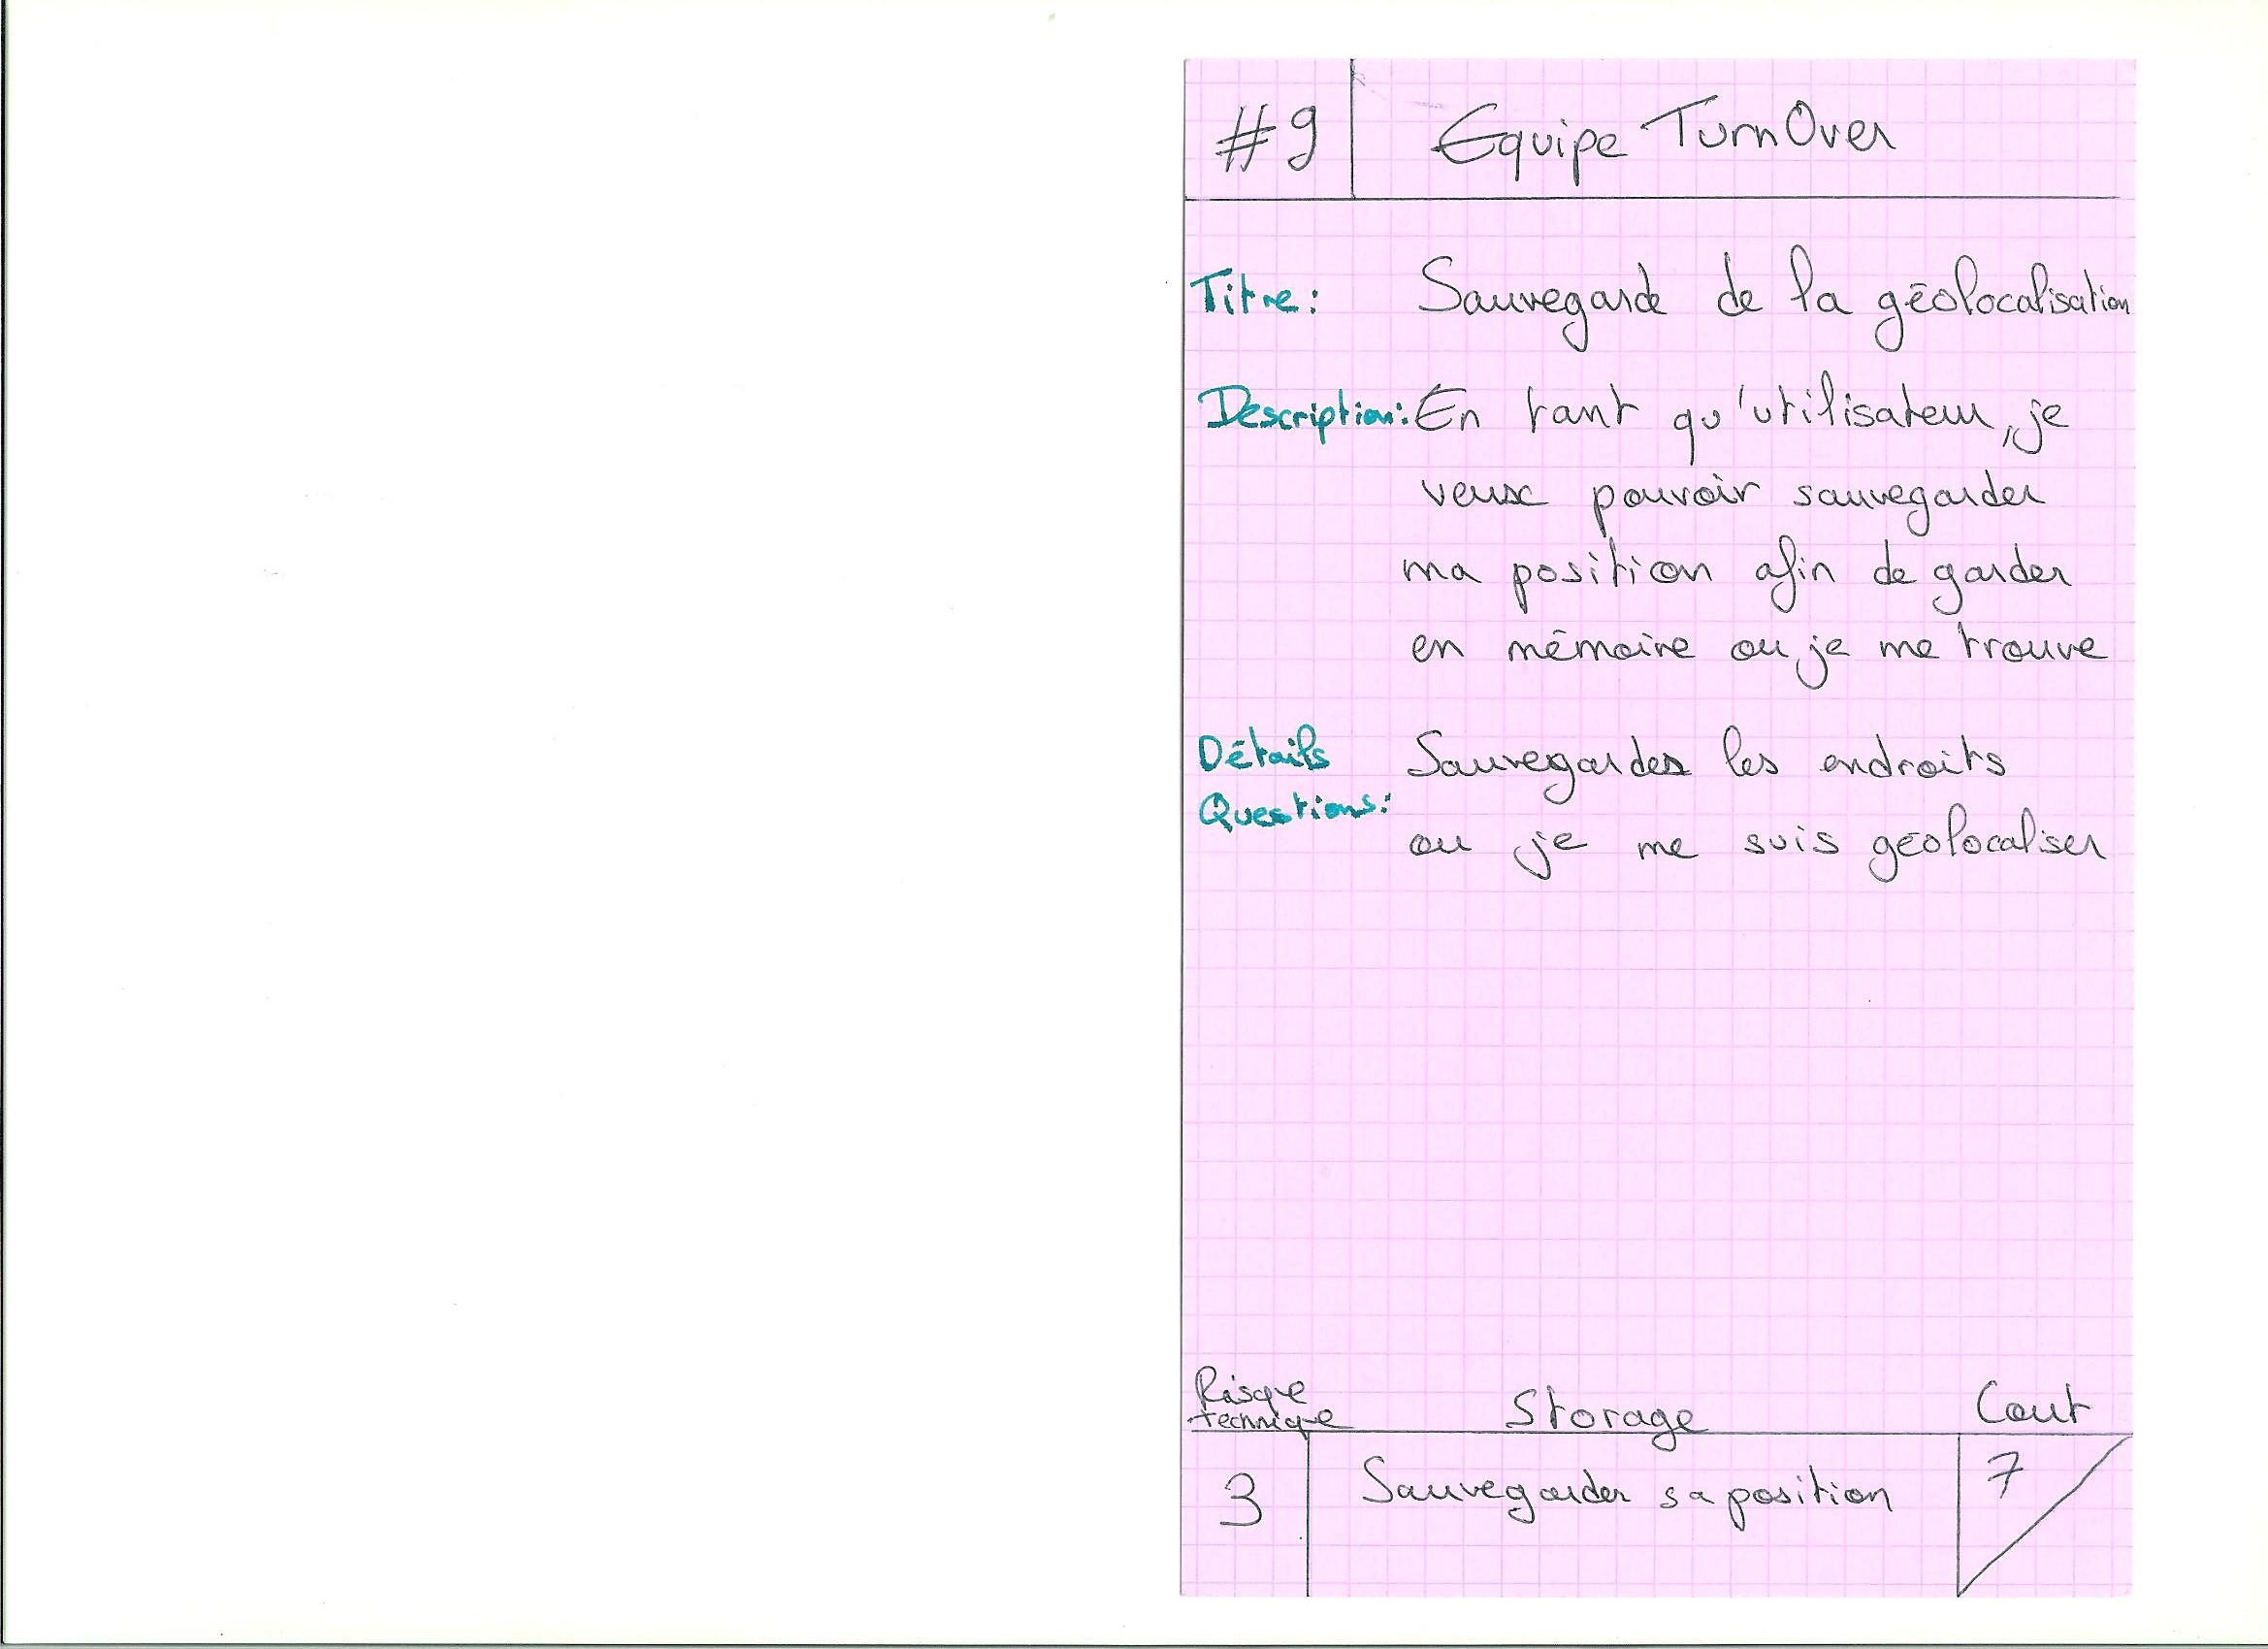 #9 Equipe TurnOver
Titre: Sauvegarde de la géolocalisation
Description: En tant qu'utilisateur, je
veux pouvoir sauvegarder
ma position afin de garder
en mémoire ou je me trouve
Détails Sauvegarder les endroits
Questions: ou je me suis géolocaliser
Risque
technique Storage Cout
3 Sauvegarder sa position 7